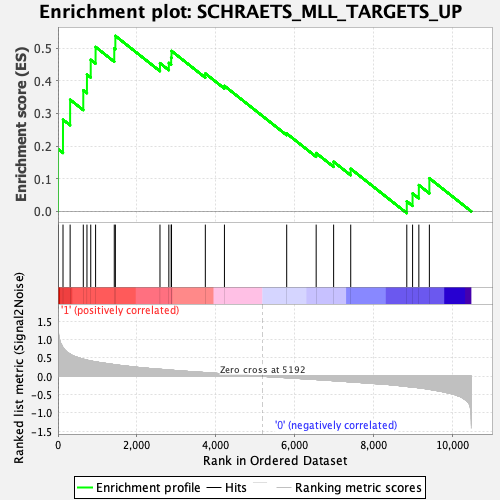 Enrichment plot: SCHRAETS_MLL_TARGETS_UP
Enrichment score (ES)
0.5
0.4
0.3
0.2
0.1
0.0
'1' (positively correlated)
Ranked list metric (Signal2Noise)
1.5
1.0
0.5
0.0
-0.5
-1.0
-1.5
Zero cross at 5192
'0' (negatively correlated)
0 2,000 4,000 6,000 8,000 10,000
Rank in Ordered Dataset
Enrichment profile Hits Ranking metric scores